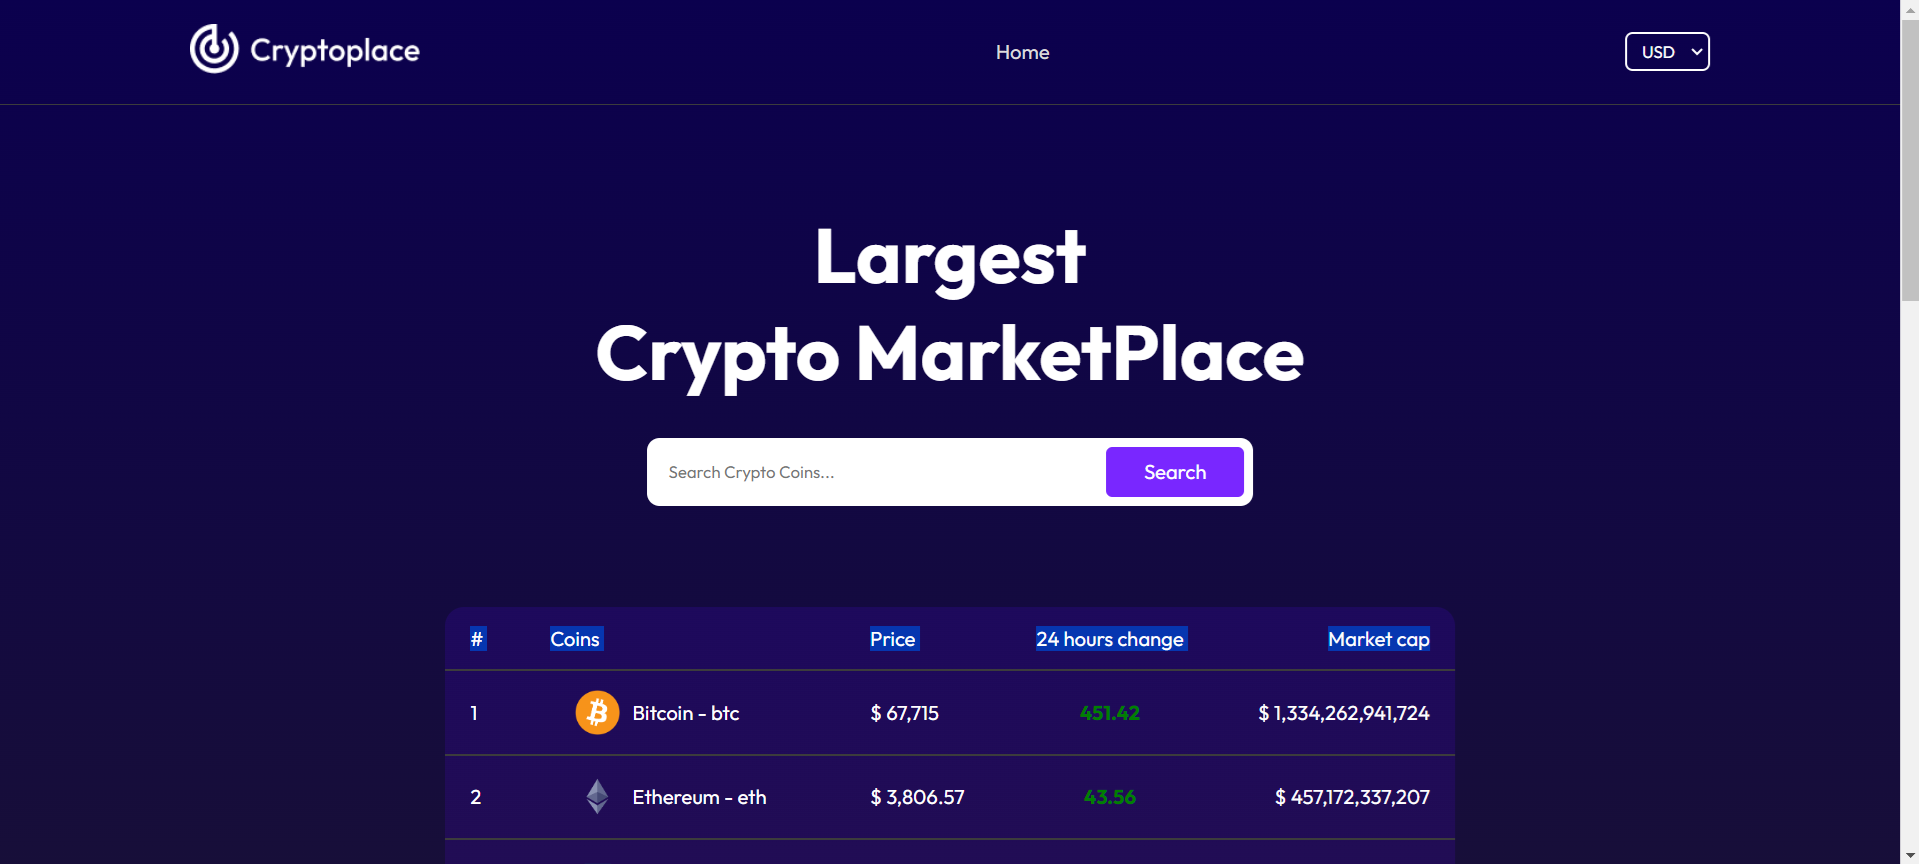 Cryptoplace
Home
USD
Largest
Crypto MarketPlace
Search Crypto Coins...
Search
# Coins Price 24 hours change Market cap
1 Bitcoin - btc $ 67,715 451.42 $ 1,334,262,941,724
2 Ethereum - eth $ 3,806.57 43.56 $ 457,172,337,207